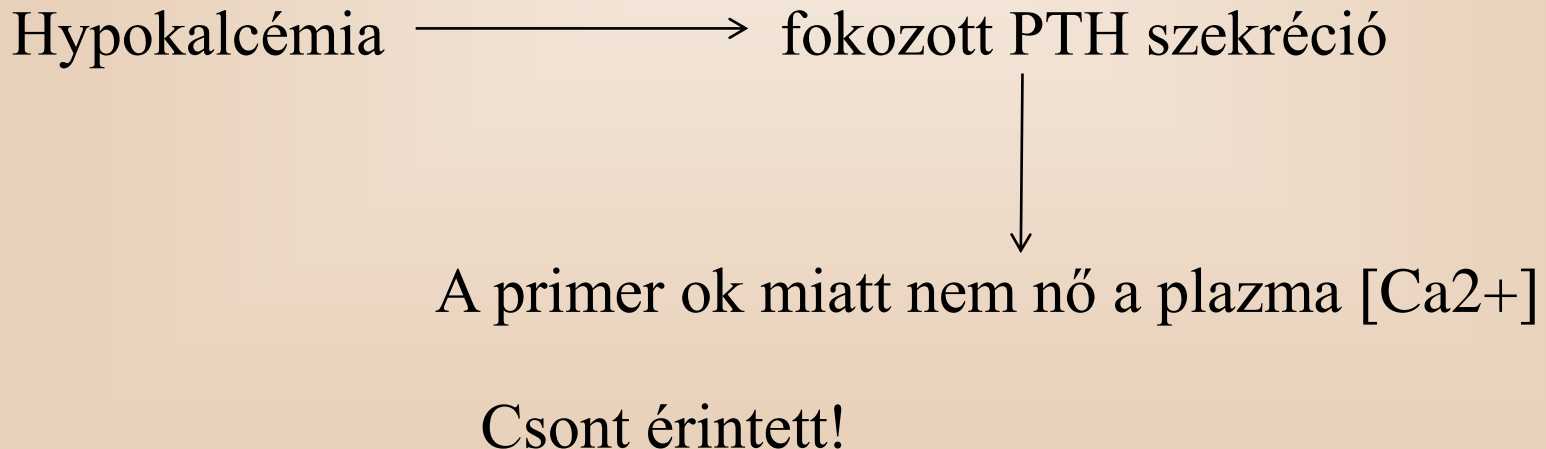 Hypokalcémia fokozott PTH szekréció
A primer ok miatt nem nő a plazma [Ca2+]
Csont érintett!